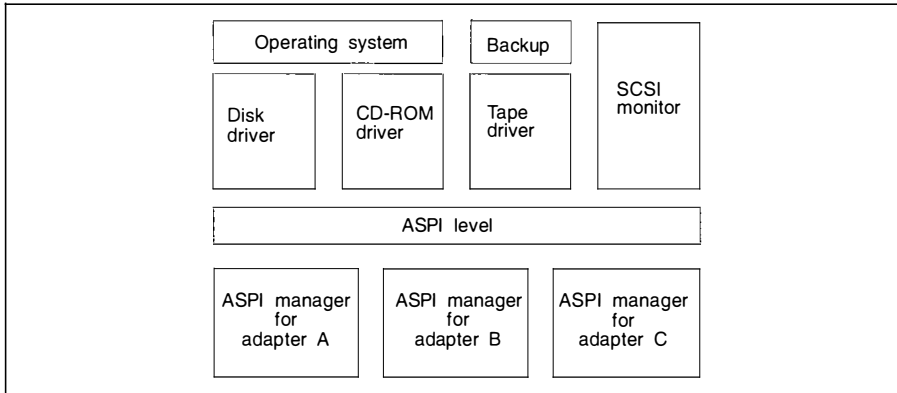 Operating system
Backup
SCSI
monitor
Disk
driver
CD-ROM
driver
Tape
driver
ASPI level
ASPI manager
for
adapter A
ASPI manager
for
adapter B
ASPI manager
for
adapter C